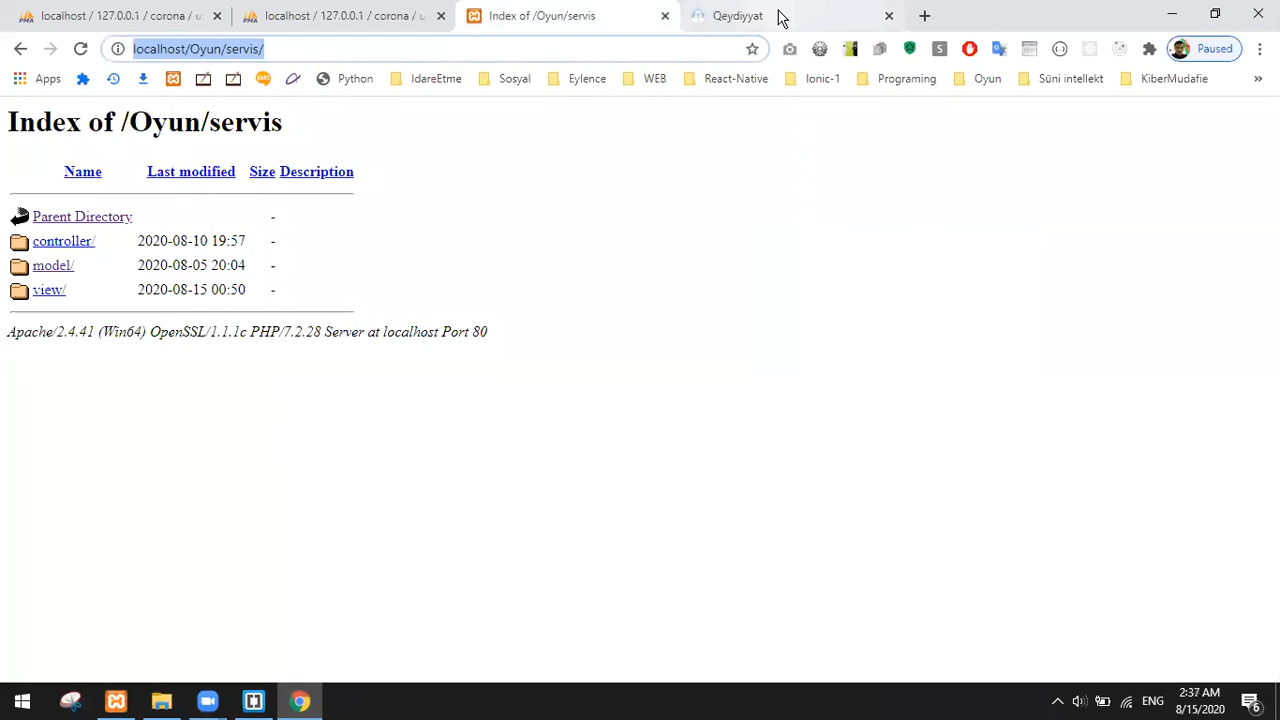 localhost / 127.0.0.1 / corona / u
localhost / 127.0.0.1 / corona / u
Index of /Oyun/servis
Qeydiyyat
localhost/Oyun/servis/
Paused
Apps
Python
IdareEtme
Sosyal
Eylence
WEB
React-Native
Ionic-1
Programing
Oyun
Süni intellekt
KiberMudafie
Index of /Oyun/servis
Name Last modified Size Description
Parent Directory -
controller/ 2020-08-10 19:57 -
model/ 2020-08-05 20:04 -
view/ 2020-08-15 00:50 -
Apache/2.4.41 (Win64) OpenSSL/1.1.1c PHP/7.2.28 Server at localhost Port 80
ENG
2:37 AM
8/15/2020
6